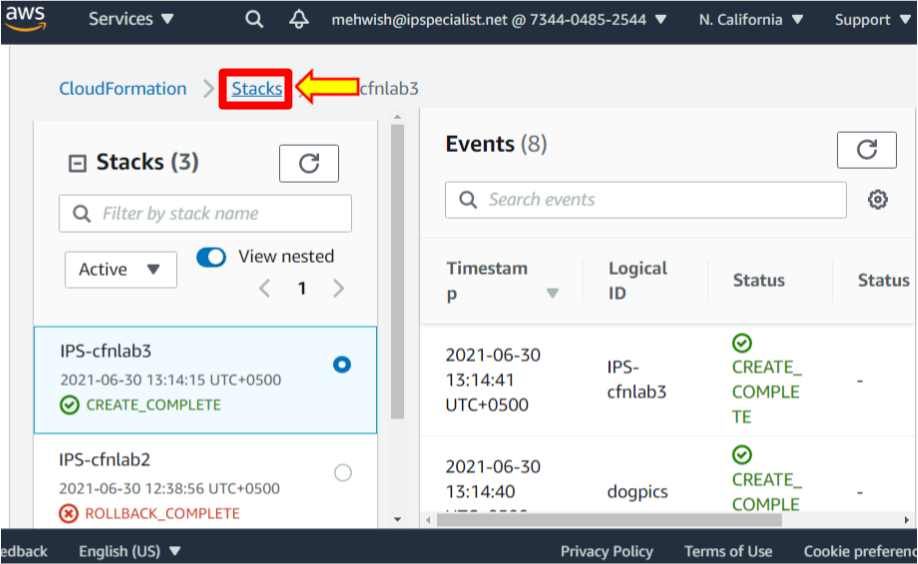 aws Services mehwish@ipspecialist.net @ 7344-0485-2544 N. California Support
CloudFormation Stacks cfnlab3
Stacks (3)
Filter by stack name
Active View nested
1
IPS-cfnlab3
2021-06-30 13:14:15 UTC+0500
CREATE_COMPLETE
IPS-cfnlab2
2021-06-30 12:38:56 UTC+0500
ROLLBACK_COMPLETE
Events (8)
Search events
Timestam
p
Logical
ID
Status
Status
2021-06-30
13:14:41
UTC+0500
IPS-
cfnlab3
CREATE_
COMPLE
TE
-
2021-06-30
13:14:40
dogpics
CREATE_
COMPLE
-
edback English (US) Privacy Policy Terms of Use Cookie preferenc